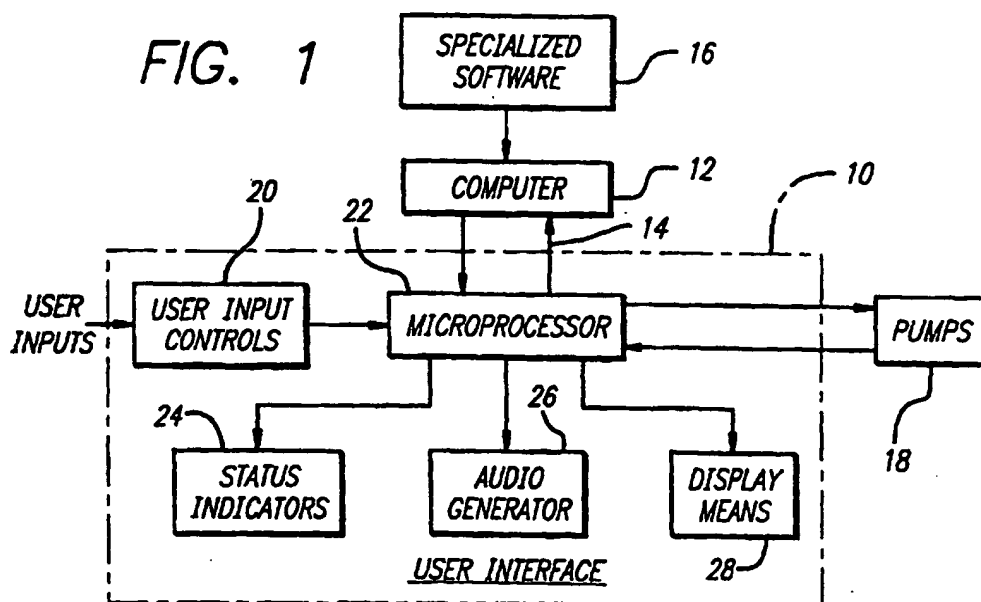 FIG. 1
SPECIALIZED
SOFTWARE
16
COMPUTER
12
10
20
22
14
USER
INPUTS
USER INPUT
CONTROLS
MICROPROCESSOR
PUMPS
18
24
26
STATUS
INDICATORS
AUDIO
GENERATOR
DISPLAY
MEANS
28
USER INTERFACE